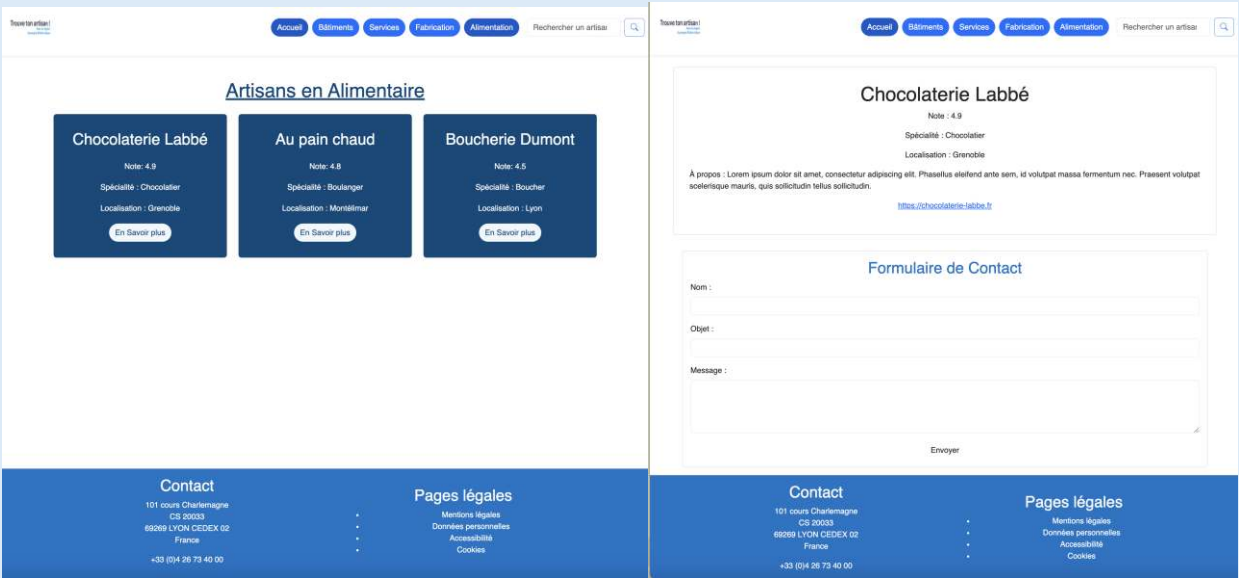 Trouve ton artisan !
Accueil Bâtiments Services Fabrication Alimentation Rechercher un artisa
Artisans en Alimentaire
Chocolaterie Labbé
Note: 4.9
Spécialité : Chocolatier
Localisation : Grenoble
En Savoir plus
Au pain chaud
Note: 4.8
Spécialité : Boulanger
Localisation : Montélimar
En Savoir plus
Boucherie Dumont
Note: 4.5
Spécialité : Boucher
Localisation : Lyon
En Savoir plus
Contact
101 cours Charlemagne
CS 20033
69269 LYON CEDEX 02
France
+33 (0)4 26 73 40 00
Pages légales
Mentions légales
Données personnelles
Accessibilité
Cookies
Trouve ton artisan !
Accueil Bâtiments Services Fabrication Alimentation Rechercher un artisa
Chocolaterie Labbé
Note : 4.9
Spécialité : Chocolatier
Localisation : Grenoble
À propos : Lorem ipsum dolor sit amet, consectetur adipiscing elit. Phasellus eleifend ante sem, id volutpat massa fermentum nec. Praesent volutpat
scelerisque mauris, quis sollicitudin tellus sollicitudin.
https://chocolaterie-labbe.fr
Formulaire de Contact
Nom :
Objet :
Message :
Envoyer
Contact
101 cours Charlemagne
CS 20033
69269 LYON CEDEX 02
France
+33 (0)4 26 73 40 00
Pages légales
Mentions légales
Données personnelles
Accessibilité
Cookies